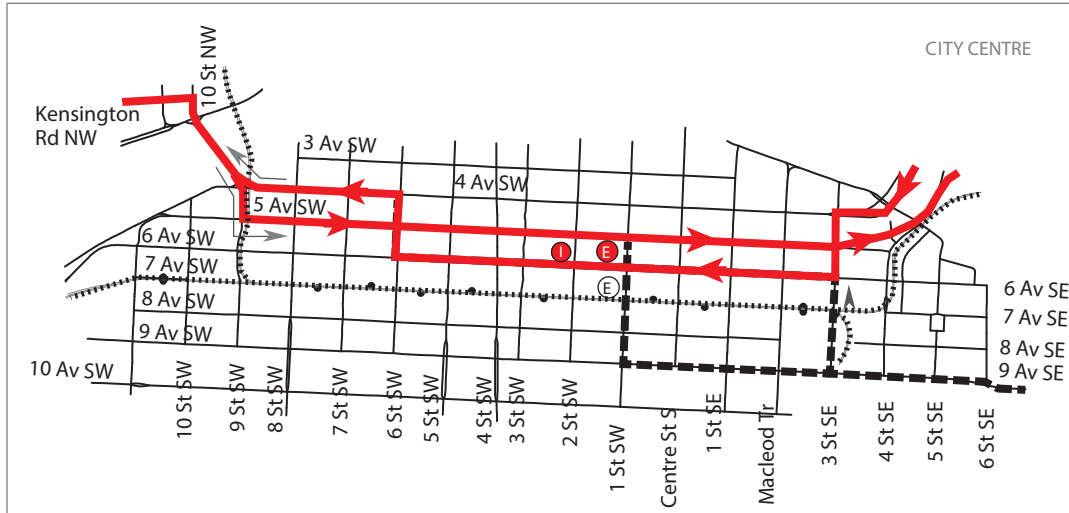 CITY CENTRE
10 St NW
Kensington
Rd NW
3 Av SW
4 Av SW
5 Av SW
6 Av SW
7 Av SW
8 Av SW
9 Av SW
10 Av SW
I
E
E
6 Av SE
7 Av SE
8 Av SE
9 Av SE
10 St SW
9 St SW
8 St SW
7 St SW
6 St SW
5 St SW
4 St SW
3 St SW
2 St SW
1 St SW
Centre St S
1 St SE
Macleod Tr
3 St SE
4 St SE
5 St SE
6 St SE